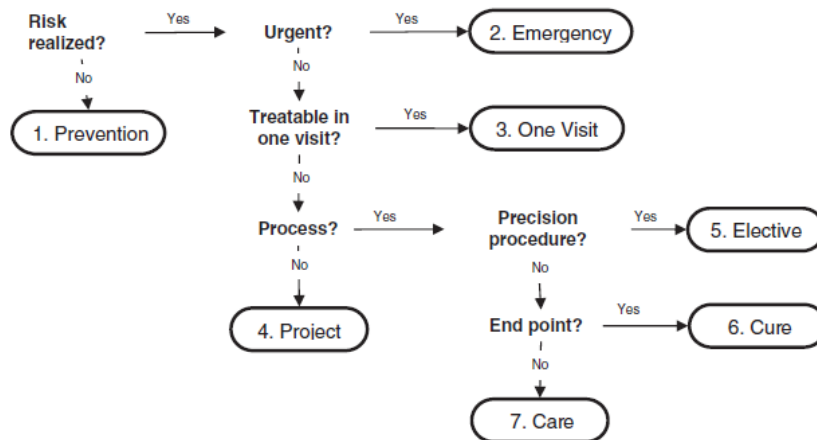 Risk
realized?
Yes
Urgent?
Yes
2. Emergency
No
No
1. Prevention
Treatable in
one visit?
Yes
3. One Visit
No
Process?
Yes
Precision
procedure?
Yes
5. Elective
No
No
4. Project
End point?
Yes
6. Cure
No
7. Care